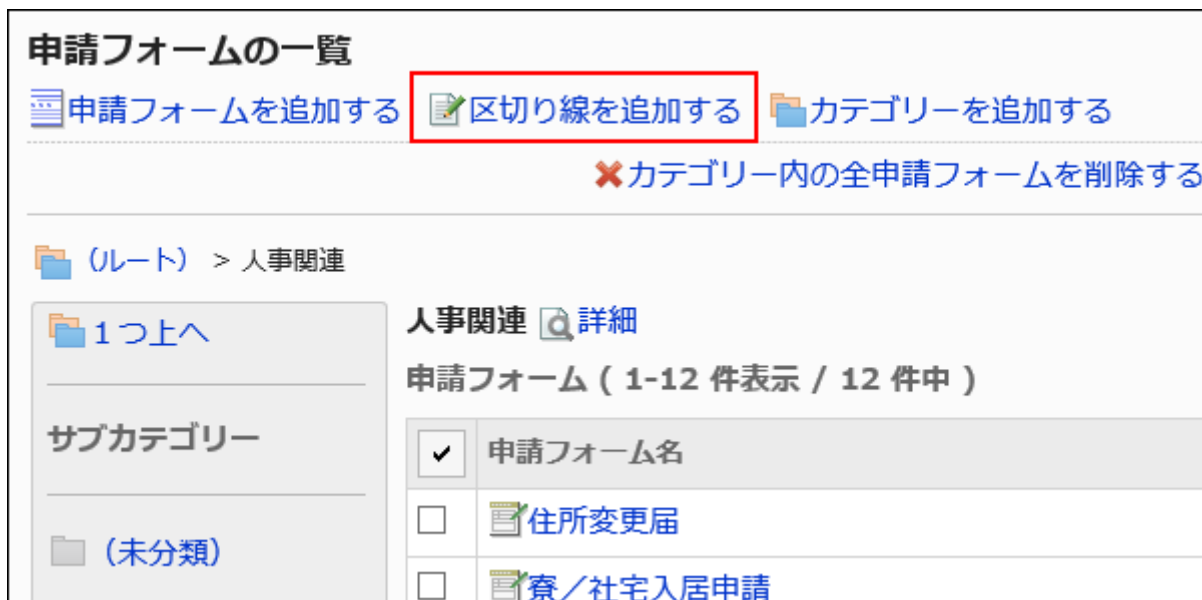 申請フォームの一覧
申請フォームを追加する 区切り線を追加する カテゴリーを追加する
カテゴリー内の全申請フォームを削除する
(ルート) > 人事関連
1つ上へ
サブカテゴリー
(未分類)
人事関連 詳細
申請フォーム ( 1-12 件表示 / 12 件中 )
申請フォーム名
住所変更届
寮／社宅入居申請